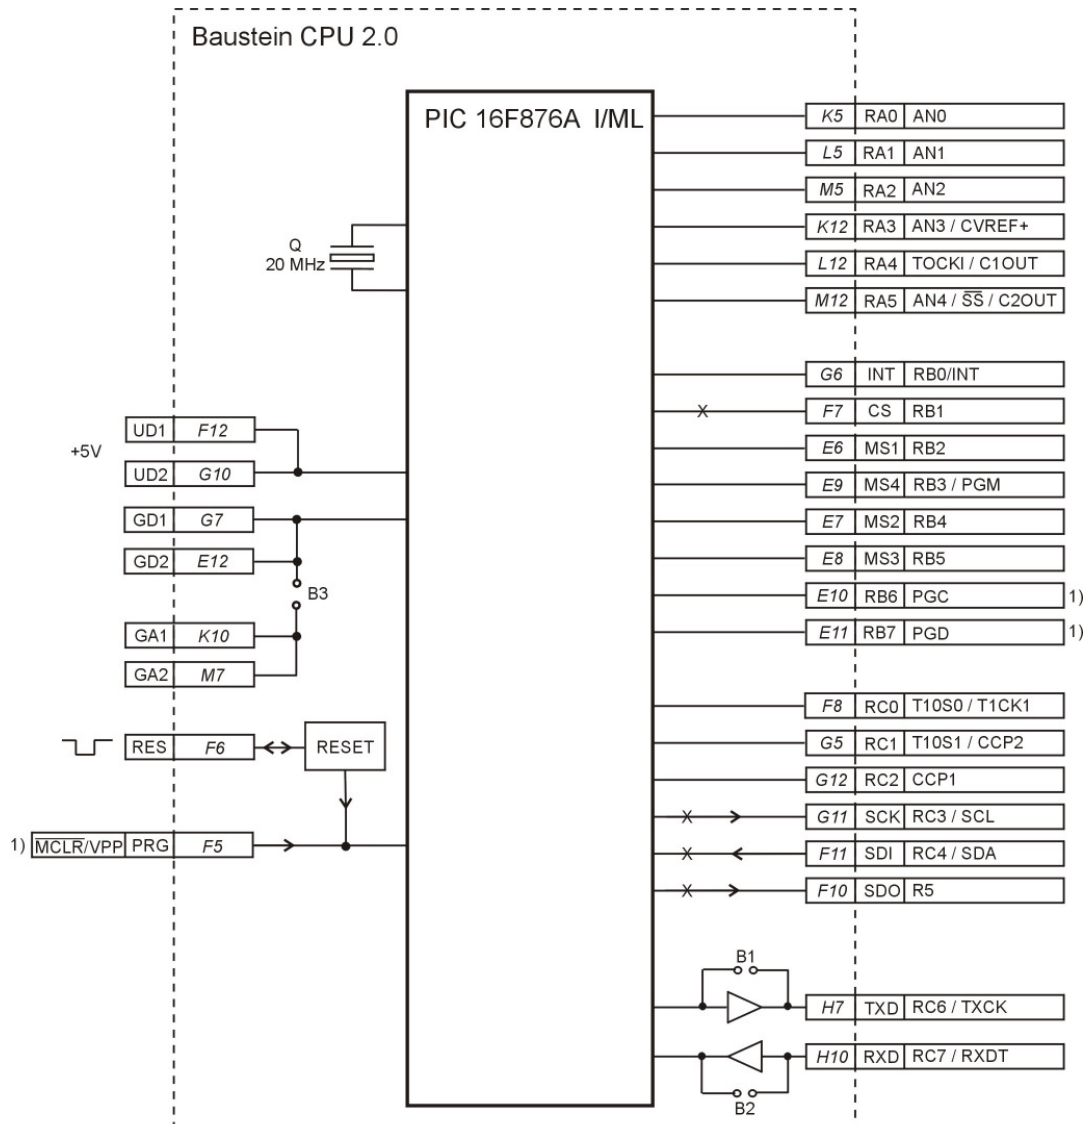 Baustein CPU 2.0
PIC 16F876A I/ML
Q
20 MHz
+5V
UD1 F12
UD2 G10
GD1 G7
GD2 E12
B3
GA1 K10
GA2 M7
RES F6
RESET
1) MCLR/VPP PRG F5
K5 RA0 AN0
L5 RA1 AN1
M5 RA2 AN2
K12 RA3 AN3 / CVREF+
L12 RA4 TOCKI / C1OUT
M12 RA5 AN4 / SS / C2OUT
G6 INT RB0/INT
X F7 CS RB1
E6 MS1 RB2
E9 MS4 RB3 / PGM
E7 MS2 RB4
E8 MS3 RB5
E10 RB6 PGC 1)
E11 RB7 PGD 1)
F8 RC0 T10S0 / T1CK1
G5 RC1 T10S1 / CCP2
G12 RC2 CCP1
X G11 SCK RC3 / SCL
X F11 SDI RC4 / SDA
X F10 SDO R5
B1
H7 TXD RC6 / TXCK
H10 RXD RC7 / RXDT
B2